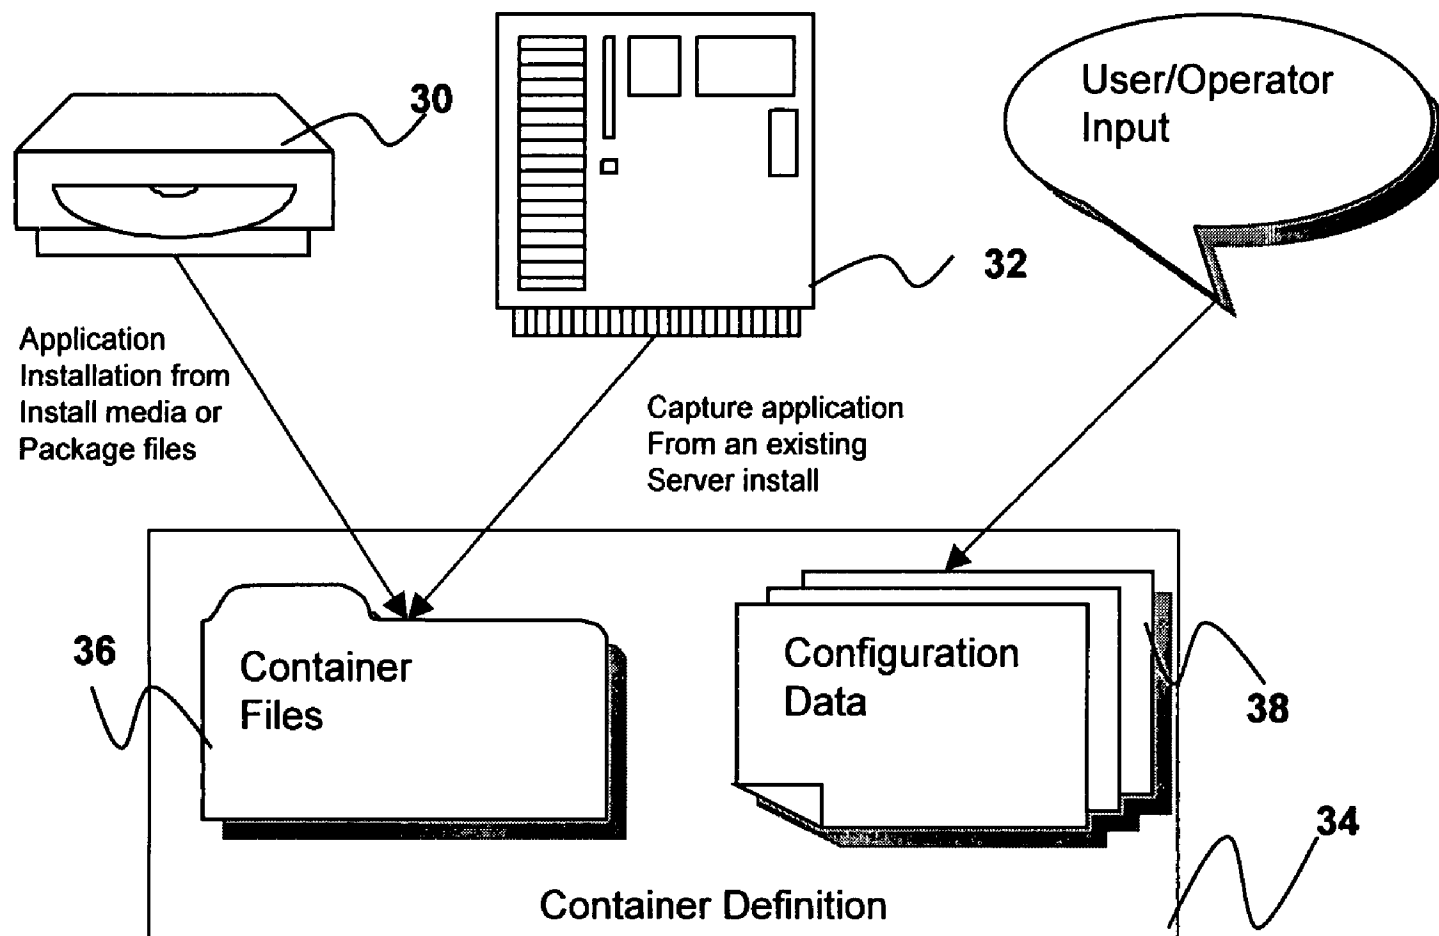 30
User/Operator
Input
32
Application
Installation from
Install media or
Package files
Capture application
From an existing
Server install
36
Container
Files
Configuration
Data
38
34
Container Definition